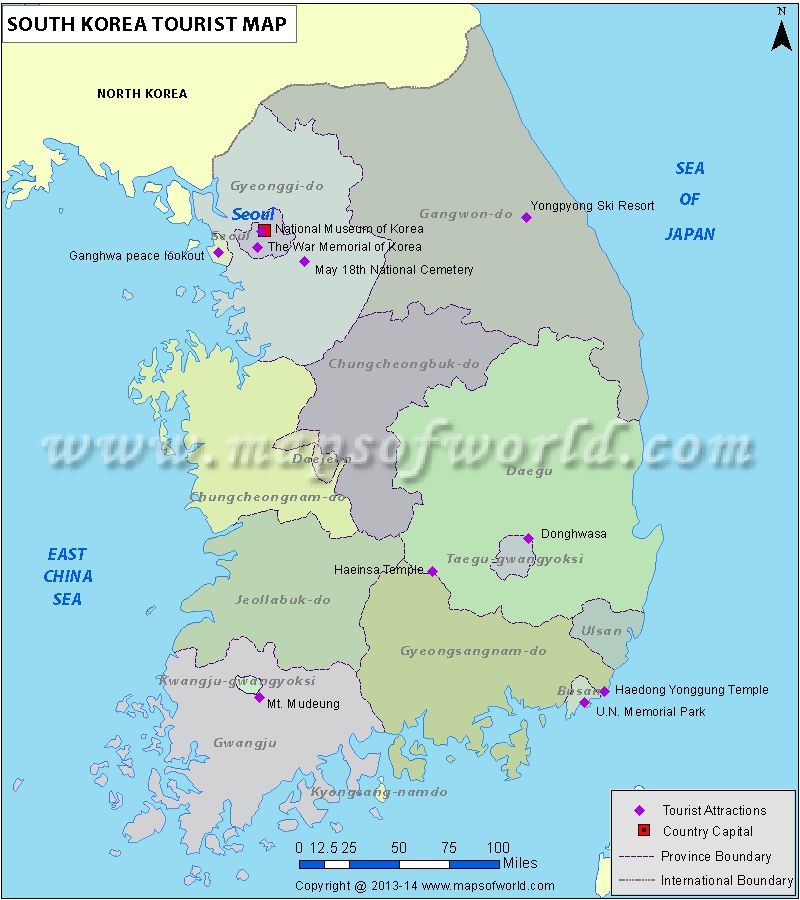 SOUTH KOREA TOURIST MAP
N
NORTH KOREA
SEA
OF
JAPAN
Gyeonggi-do
Yongpyong Ski Resort
Seoul
Gangwon-do
National Museum of Korea
Seoul
The War Memorial of Korea
Ganghwa peace lookout
May 18th National Cemetery
Chungcheongbuk-do
www.mapsofworld.com
Daejeon
Daegu
Chungcheongnam-do
Donghwasa
EAST
CHINA
SEA
Taegu-gwangyoksi
Haeinsa Temple
Jeollabuk-do
Ulsan
Gyeongsangnam-do
Kwangju-gwangyoksi
Busan
Haedong Yonggung Temple
Mt. Mudeung
U.N. Memorial Park
Gwangju
Kyongsang-namdo
Tourist Attractions
Country Capital
Province Boundary
International Boundary
0 12.5 25 50 75 100
Miles
Copyright @ 2013-14 www.mapsofworld.com